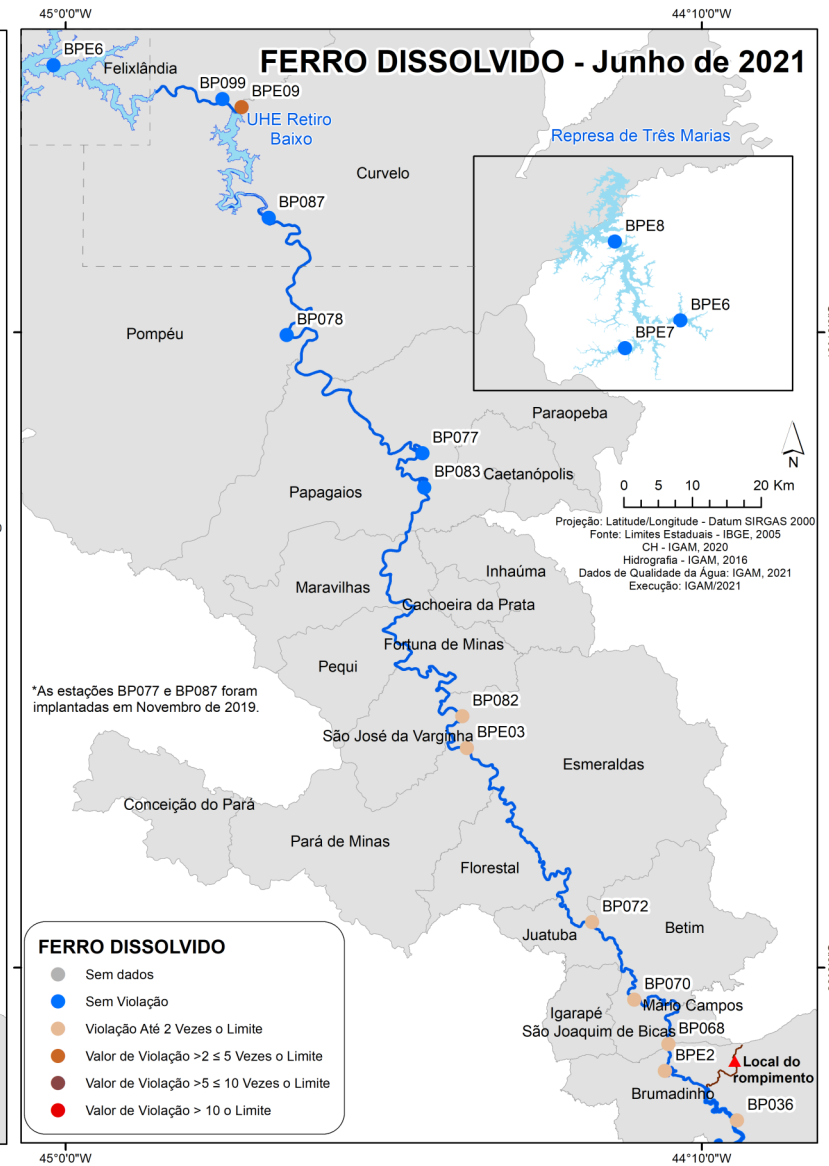 45°0'0"W
44°10'0"W
FERRO DISSOLVIDO - Junho de 2021
BPE6
Felixlândia
BP099
BPE09
UHE Retiro
Baixo
Represa de Três Marias
Curvelo
BP087
BPE8
BPE6
BPE7
BP078
Pompéu
Paraopeba
BP077
BP083
Caetanópolis
Papagaios
N
0 5 10 20 Km
Projeção: Latitude/Longitude - Datum SIRGAS 2000
Fonte: Limites Estaduais - IBGE, 2005
CH - IGAM, 2020
Hidrografia - IGAM, 2016
Dados de Qualidade da Água: IGAM, 2021
Execução: IGAM/2021
Inhaúma
Maravilhas
Cachoeira da Prata
Fortuna de Minas
Pequi
*As estações BP077 e BP087 foram
implantadas em Novembro de 2019.
BP082
São José da Varginha
BPE03
Esmeraldas
Conceição do Pará
Pará de Minas
Florestal
BP072
Juatuba
Betim
BP070
Mário Campos
Igarapé
São Joaquim de Bicas
BP068
BPE2
Local do
rompimento
Brumadinho
BP036
FERRO DISSOLVIDO
Sem dados
Sem Violação
Violação Até 2 Vezes o Limite
Valor de Violação >2 ≤ 5 Vezes o Limite
Valor de Violação >5 ≤ 10 Vezes o Limite
Valor de Violação > 10 o Limite
45°0'0"W
44°10'0"W